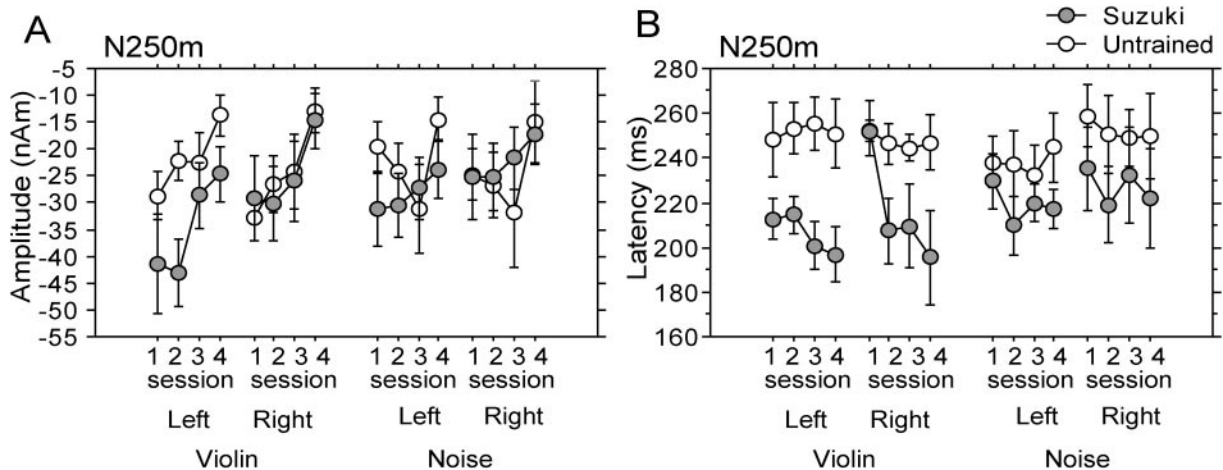 A
N250m
Amplitude (nAm)
-5
-10
-15
-20
-25
-30
-35
-40
-45
-50
-55
1 2 3 4 1 2 3 4 1 2 3 4 1 2 3 4
session session session session
Left Right Left Right
Violin Noise
B
N250m
Suzuki
Untrained
Latency (ms)
280
260
240
220
200
180
160
1 2 3 4 1 2 3 4 1 2 3 4 1 2 3 4
session session session session
Left Right Left Right
Violin Noise